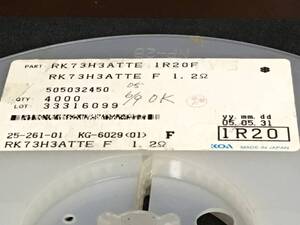 PART RK73H3ATTE 1R20F
RK73H3ATTE F 1.2Ω
505032450
QTY: 4000
OK
LOT: 33316099
yy. mm. dd
05. 05. 31
25-261-01 KG-6029<01> F
1R20
RK73H3ATTE F 1.2Ω
KOA MADE IN JAPAN